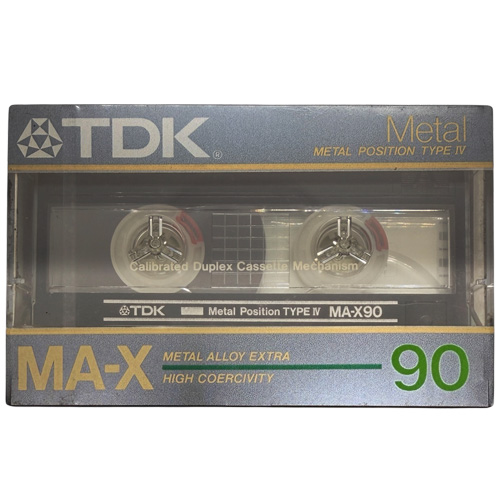 TDK®
Metal
METAL POSITION TYPE IV
Calibrated Duplex Cassette Mechanism
TDK Metal Position TYPE IV MA-X90
MA-X METAL ALLOY EXTRA
HIGH COERCIVITY
90